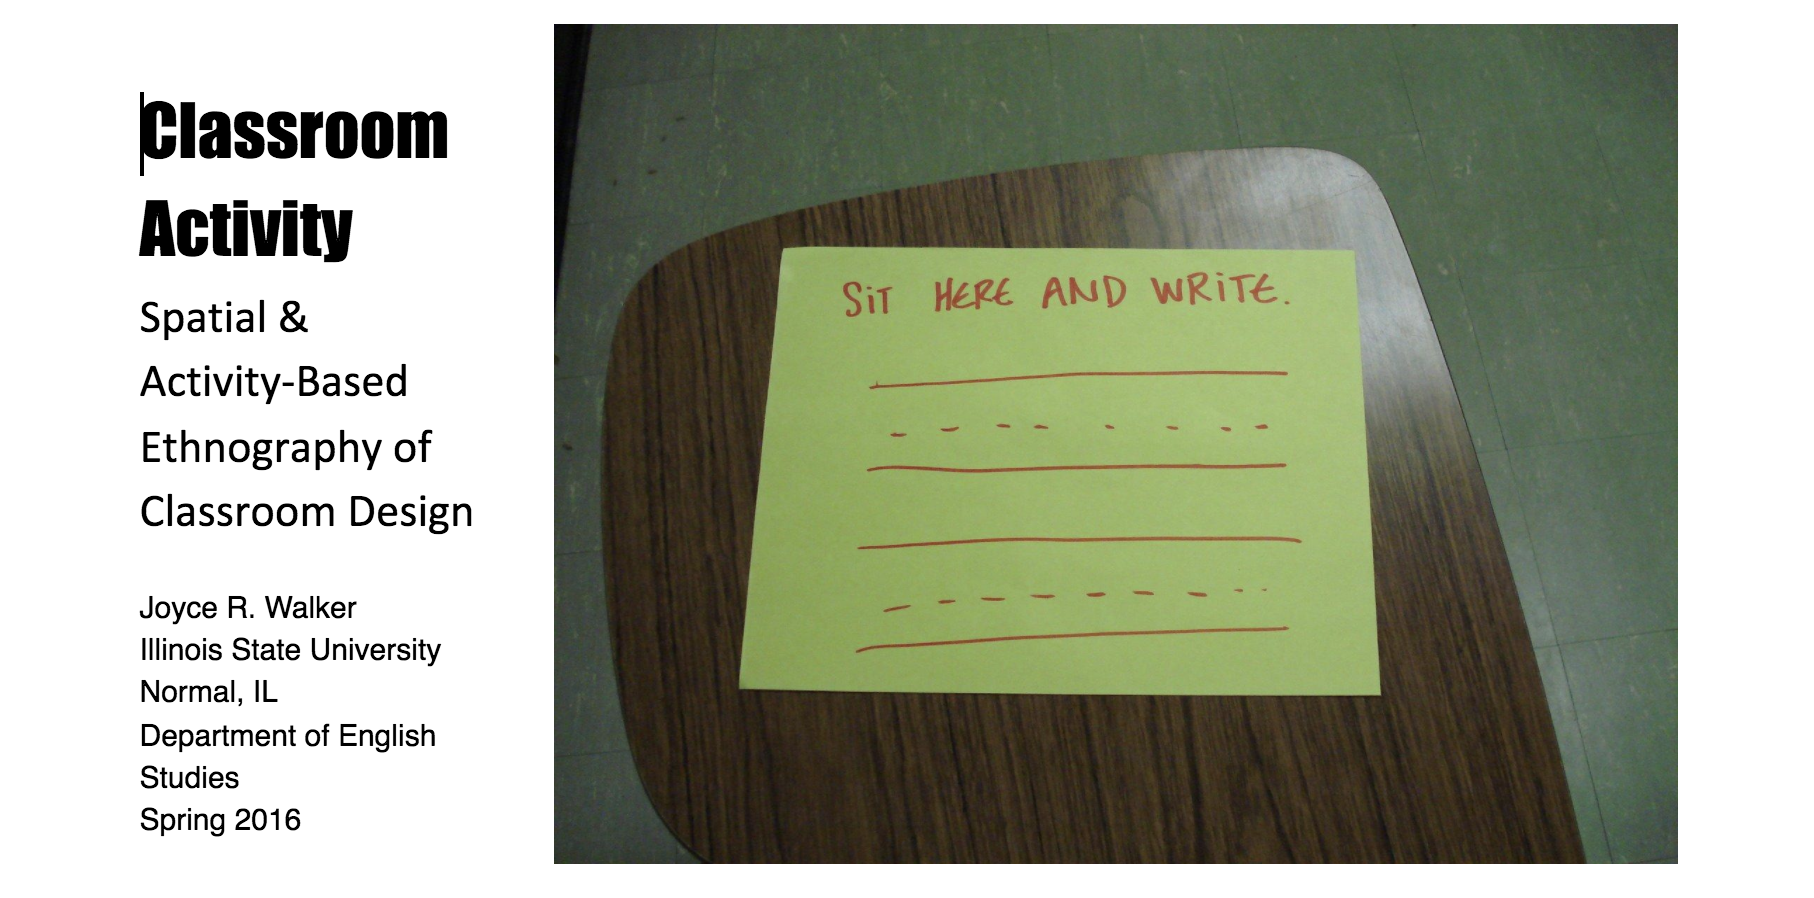 Classroom
Activity
Spatial &
Activity-Based
Ethnography of
Classroom Design
Joyce R. Walker
Illinois State University
Normal, IL
Department of English
Studies
Spring 2016
SiT HERE AND WRiTE.